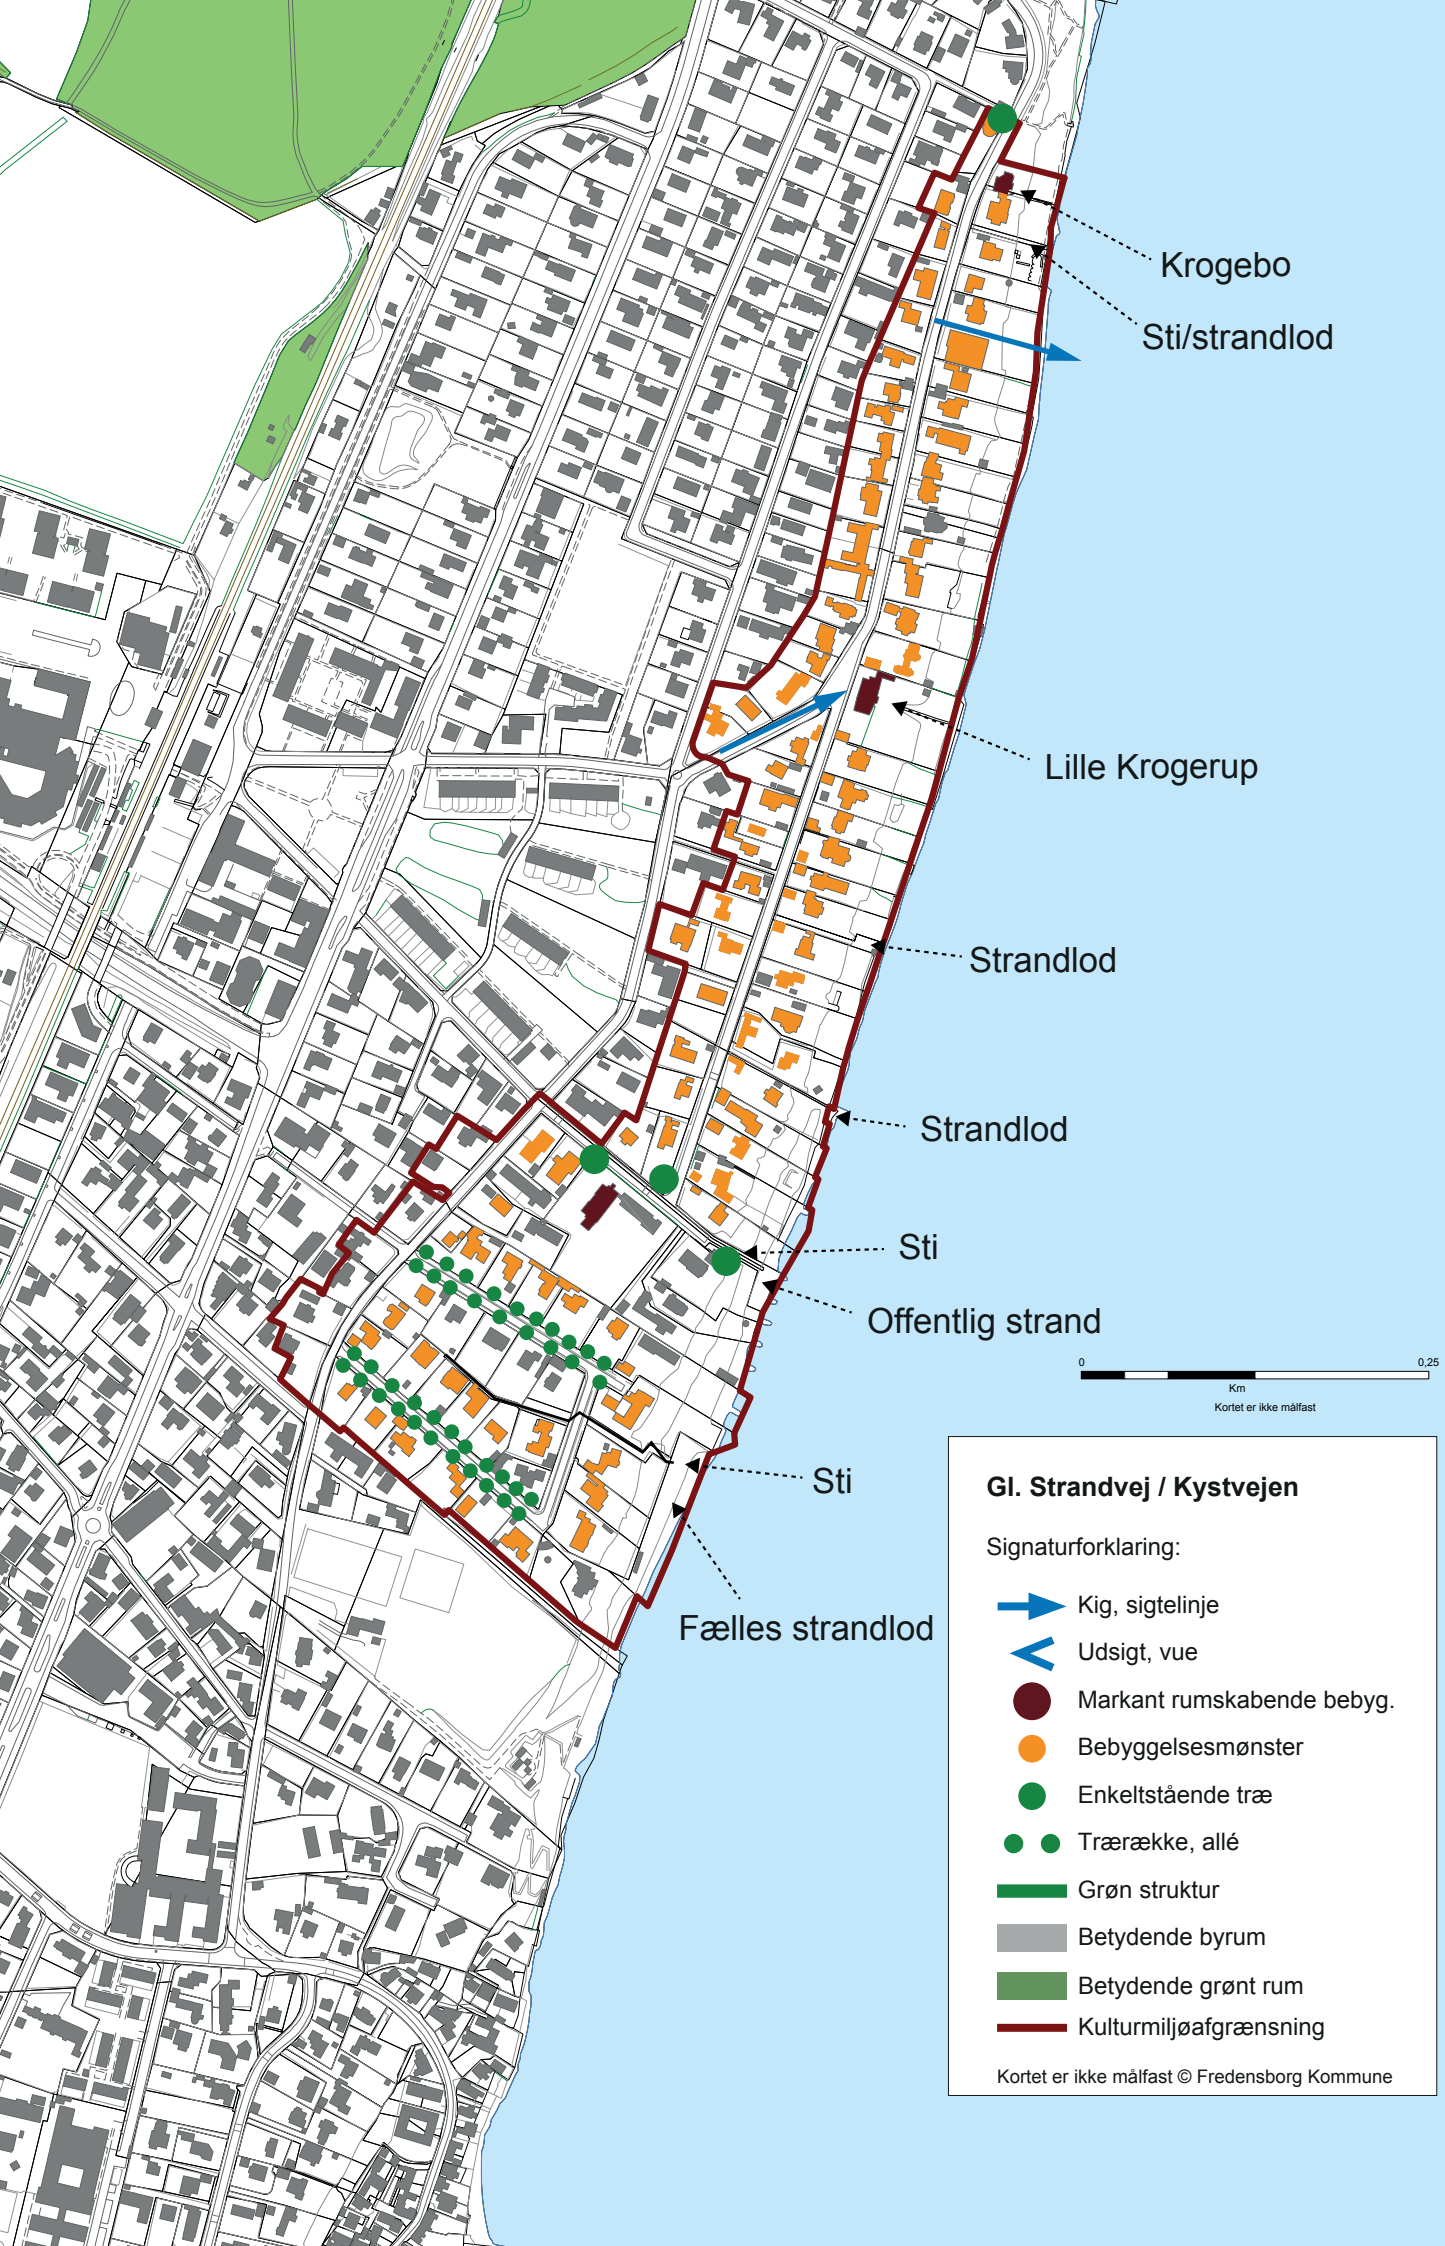 Krogebo
Sti/strandlod
Lille Krogerup
Strandlod
Strandlod
Sti
Offentlig strand
0 0,25
Km
Kortet er ikke målfast
Sti
Fælles strandlod
Gl. Strandvej / Kystvejen
Signaturforklaring:
Kig, sigtelinje
Udsigt, vue
Markant rumskabende bebyg.
Bebyggelsesmønster
Enkeltstående træ
Trærække, allé
Grøn struktur
Betydende byrum
Betydende grønt rum
Kulturmiljøafgrænsning
Kortet er ikke målfast © Fredensborg Kommune